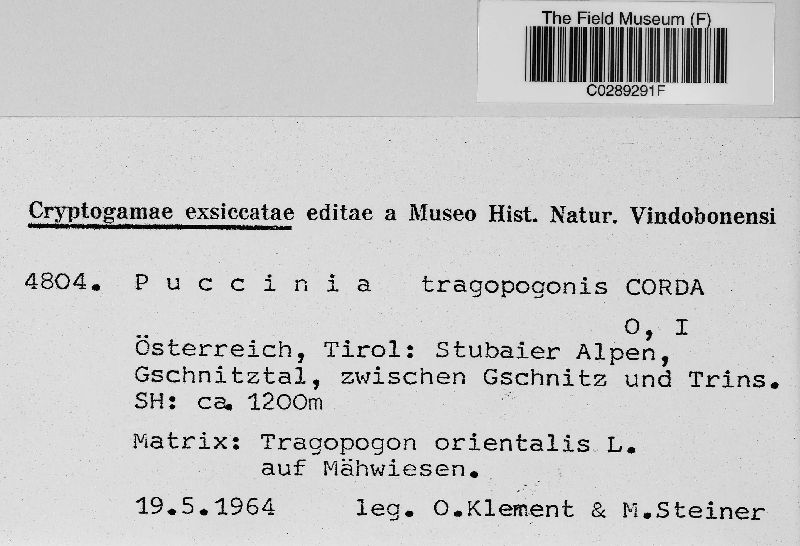 The Field Museum (F)
C0289291F
Cryptogamae exsiccatae editae a Museo Hist. Natur. Vindobonensi
4804. Puccinia tragopogonis CORDA
O, I
Österreich, Tirol: Stubaier Alpen,
Gschnitztal, zwischen Gschnitz und Trins.
SH: ca. 1200m
Matrix: Tragopogon orientalis L.
auf Mähwiesen.
19.5.1964 leg. O.Klement & M.Steiner